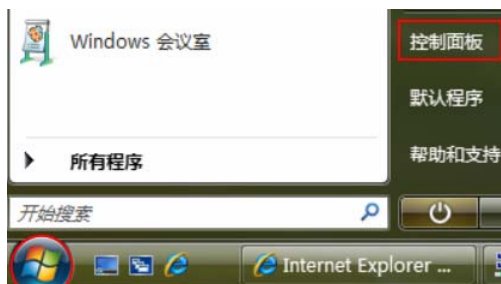 Windows 会议室
控制面板
默认程序
所有程序
帮助和支持
开始搜索
Internet Explorer ...